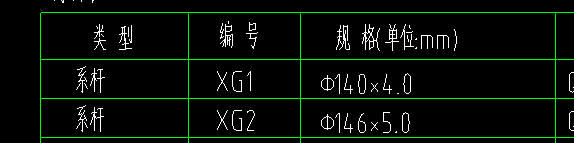 类 型 编 号 规 格(单位:mm)
系杆 XG1 Φ140×4.0
系杆 XG2 Φ146×5.0